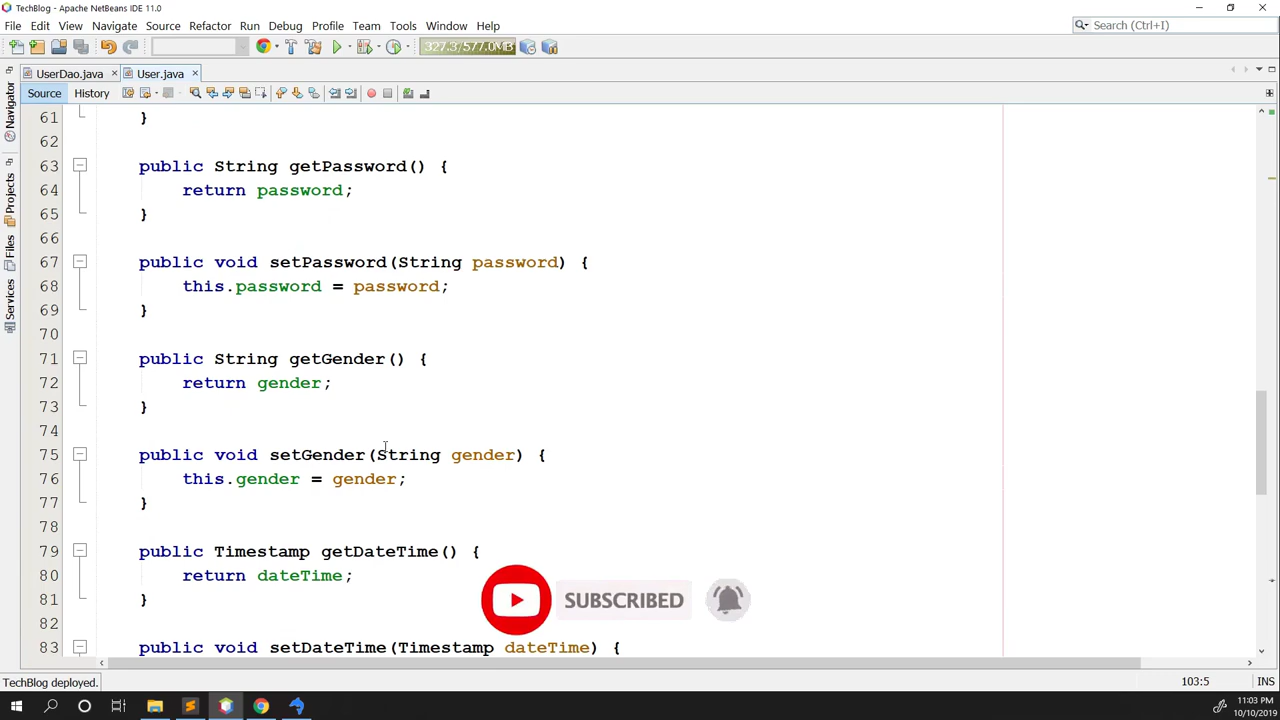 TechBlog - Apache NetBeans IDE 11.0
File Edit View Navigate Source Refactor Run Debug Profile Team Tools Window Help
Search (Ctrl+I)
327.3/577.0MB
UserDao.java
User.java
Source History
Navigator
Projects
Files
Services
61 }
62
63 public String getPassword() {
64 return password;
65 }
66
67 public void setPassword(String password) {
68 this.password = password;
69 }
70
71 public String getGender() {
72 return gender;
73 }
74
75 public void setGender(String gender) {
76 this.gender = gender;
77 }
78
79 public Timestamp getDateTime() {
80 return dateTime;
81 }
82
83 public void setDateTime(Timestamp dateTime) {
SUBSCRIBED
TechBlog deployed.
103:5
INS
11:03 PM
10/10/2019